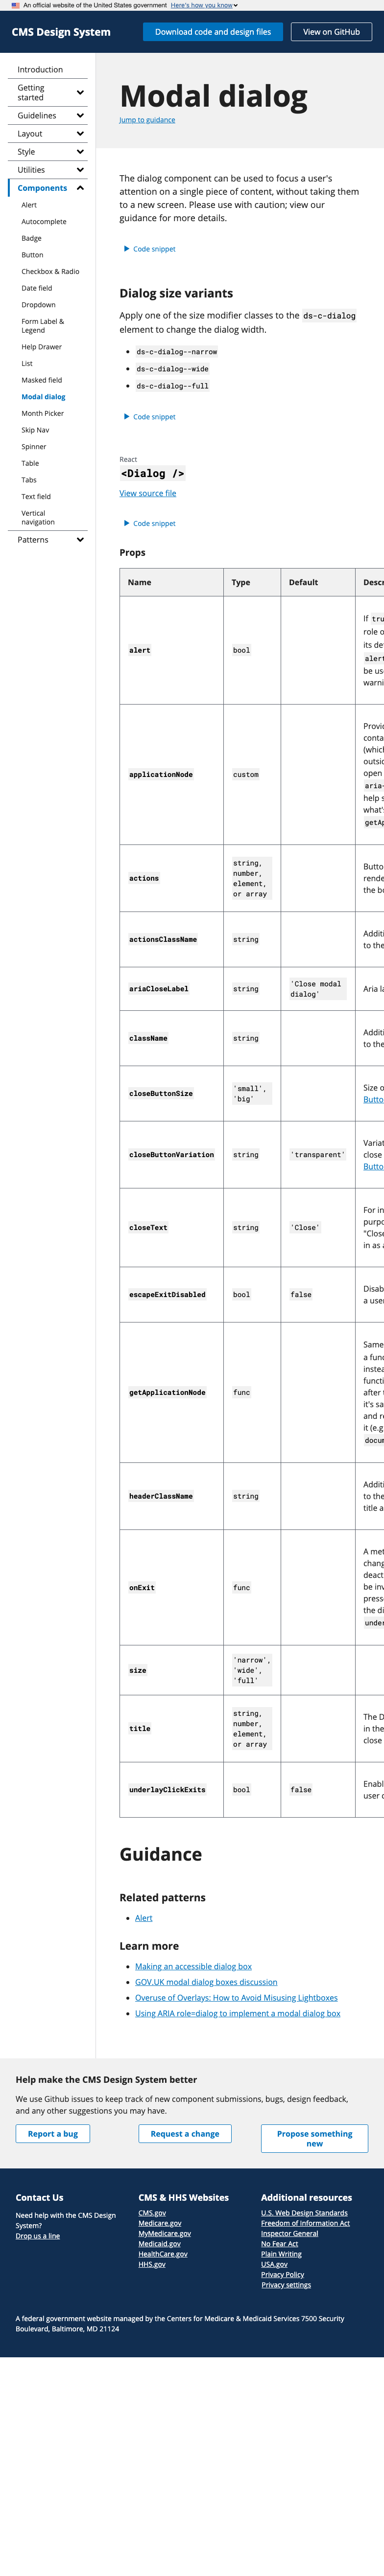 An official website of the United States government Here's how you know
CMS Design System
Download code and design files
View on GitHub
Introduction
Getting
started
Guidelines
Layout
Style
Utilities
Components
Alert
Autocomplete
Badge
Button
Checkbox & Radio
Date field
Dropdown
Form Label &
Legend
Help Drawer
List
Masked field
Modal dialog
Month Picker
Skip Nav
Spinner
Table
Tabs
Text field
Vertical
navigation
Patterns
Modal dialog
Jump to guidance
The dialog component can be used to focus a user's
attention on a single piece of content, without taking them
to a new screen. Please use with caution; view our
guidance for more details.
Code snippet
Dialog size variants
Apply one of the size modifier classes to the ds-c-dialog
element to change the dialog width.
ds-c-dialog--narrow
ds-c-dialog--wide
ds-c-dialog--full
Code snippet
React
<Dialog />
View source file
Code snippet
Props
Name Type Default Descr
alert bool
If tru
role o
its de
alert
be us
warni
applicationNode custom
Provid
conta
(whic
outsid
open
aria-
help s
what'
getAp
actions
string,
number,
element,
or array
Butto
rende
the bo
actionsClassName string
Additi
to the
ariaCloseLabel string
'Close modal
dialog'
Aria la
className string
Additi
to the
closeButtonSize
'small',
'big'
Size o
Butto
closeButtonVariation string 'transparent'
Variat
close
Butto
closeText string 'Close'
For in
purpo
"Close
in as a
escapeExitDisabled bool false
Disab
a user
getApplicationNode func
Same
a func
instea
functi
after t
it's sa
and re
it (e.g
docum
headerClassName string
Additi
to the
title a
onExit func
A met
chang
deact
be inv
presse
the di
under
size
'narrow',
'wide',
'full'
title
string,
number,
element,
or array
The D
in the
close
underlayClickExits bool false
Enabl
user c
Guidance
Related patterns
Alert
Learn more
Making an accessible dialog box
GOV.UK modal dialog boxes discussion
Overuse of Overlays: How to Avoid Misusing Lightboxes
Using ARIA role=dialog to implement a modal dialog box
Help make the CMS Design System better
We use Github issues to keep track of new component submissions, bugs, design feedback,
and any other suggestions you may have.
Report a bug
Request a change
Propose something
new
Contact Us
Need help with the CMS Design
System?
Drop us a line
CMS & HHS Websites
CMS.gov
Medicare.gov
MyMedicare.gov
Medicaid.gov
HealthCare.gov
HHS.gov
Additional resources
U.S. Web Design Standards
Freedom of Information Act
Inspector General
No Fear Act
Plain Writing
USA.gov
Privacy Policy
Privacy settings
A federal government website managed by the Centers for Medicare & Medicaid Services 7500 Security
Boulevard, Baltimore, MD 21124